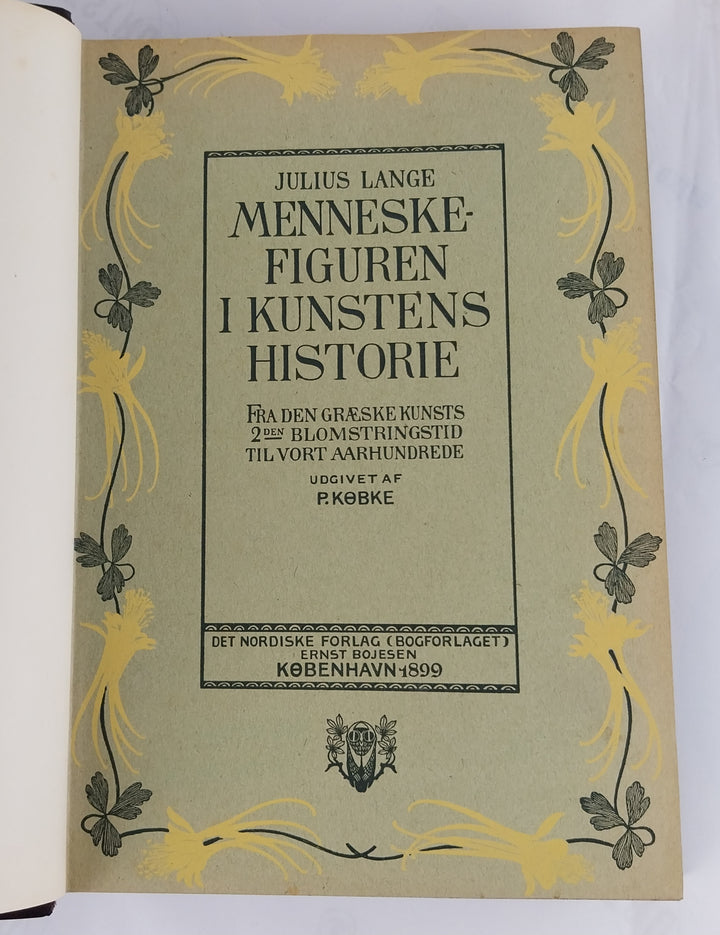 JULIUS LANGE
MENNESKE-
FIGUREN
I KUNSTENS
HISTORIE
FRA DEN GRÆSKE KUNSTS
2DEN BLOMSTRINGSTID
TIL VORT AARHUNDREDE
UDGIVET AF
P. KØBKE
DET NORDISKE FORLAG (BOGFORLAGET)
ERNST BOJESEN
KØBENHAVN·1899